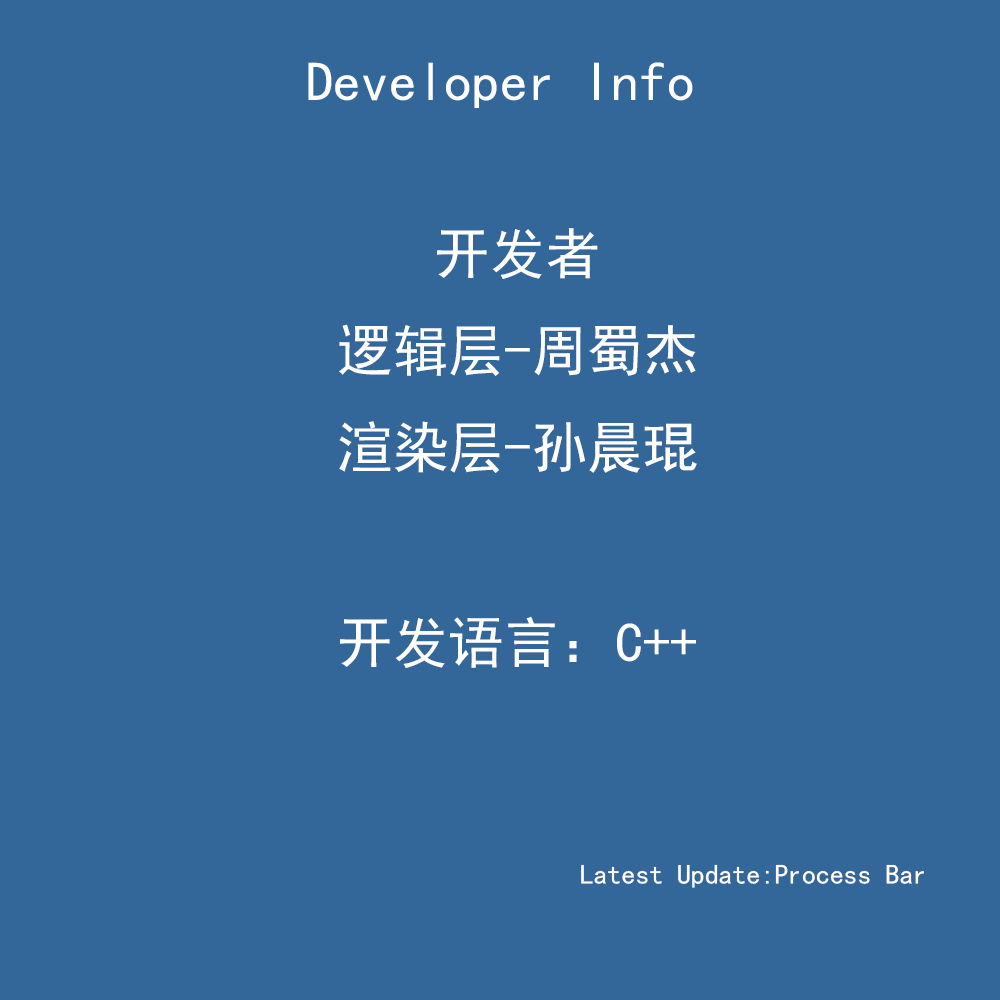 Developer Info
开发者
逻辑层-周蜀杰
渲染层-孙晨琨
开发语言：C++
Latest Update:Process Bar